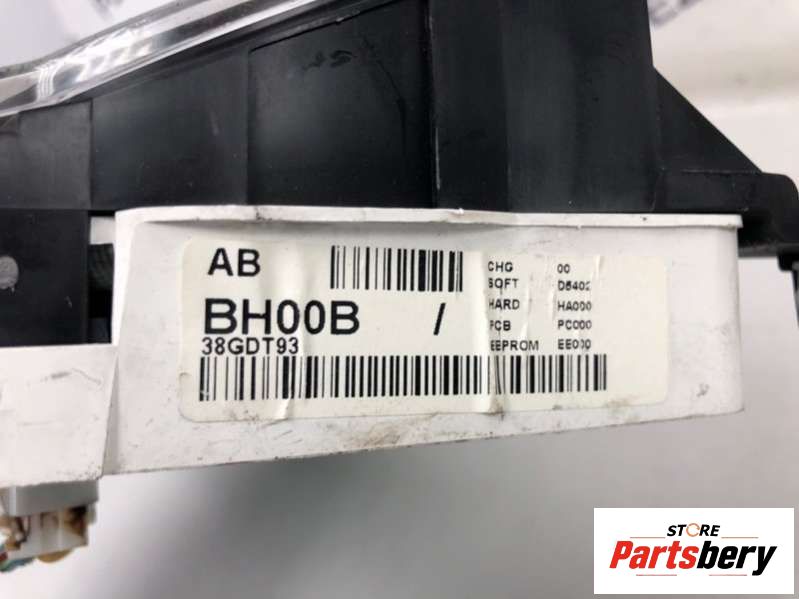 AB
CHG 00
SOFT D5402
HARD HA000
PCB PC000
EEPROM EE000
BH00B /
38GDT93
STORE
Partsbery